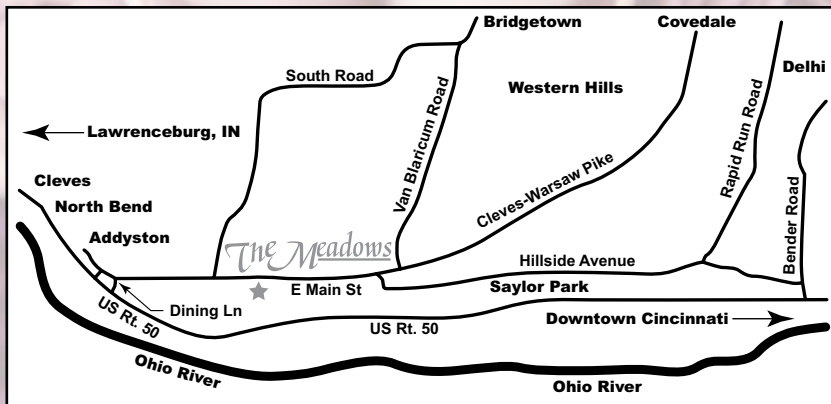 Bridgetown
Covedale
South Road
Delhi
Western Hills
Lawrenceburg, IN
Van Blaricum Road
Rapid Run Road
Cleves
Cleves-Warsaw Pike
North Bend
Bender Road
Addyston
The Meadows
Hillside Avenue
E Main St
Saylor Park
Dining Ln
US Rt. 50
US Rt. 50
Downtown Cincinnati
Ohio River
Ohio River